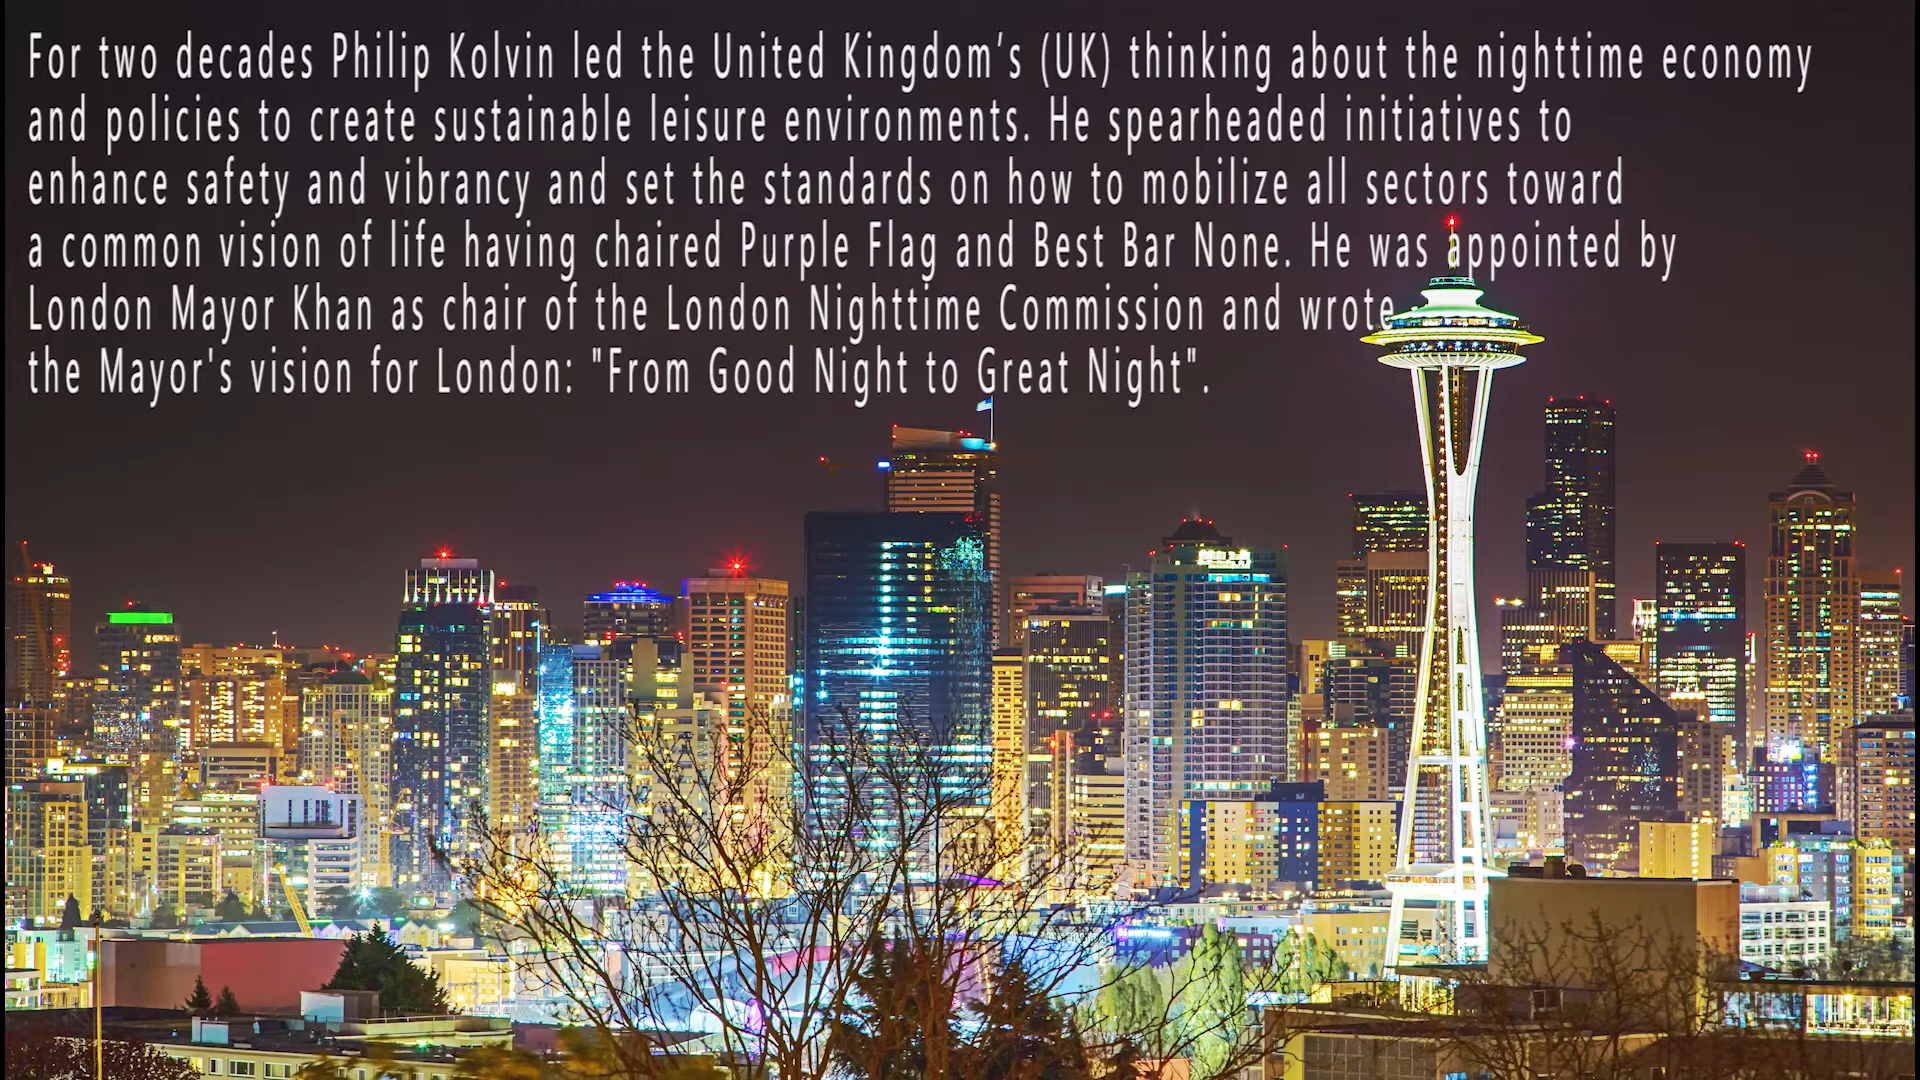 For two decades Philip Kolvin led the United Kingdom’s (UK) thinking about the nighttime economy
and policies to create sustainable leisure environments. He spearheaded initiatives to
enhance safety and vibrancy and set the standards on how to mobilize all sectors toward
a common vision of life having chaired Purple Flag and Best Bar None. He was appointed by
London Mayor Khan as chair of the London Nighttime Commission and wrote
the Mayor's vision for London: "From Good Night to Great Night".